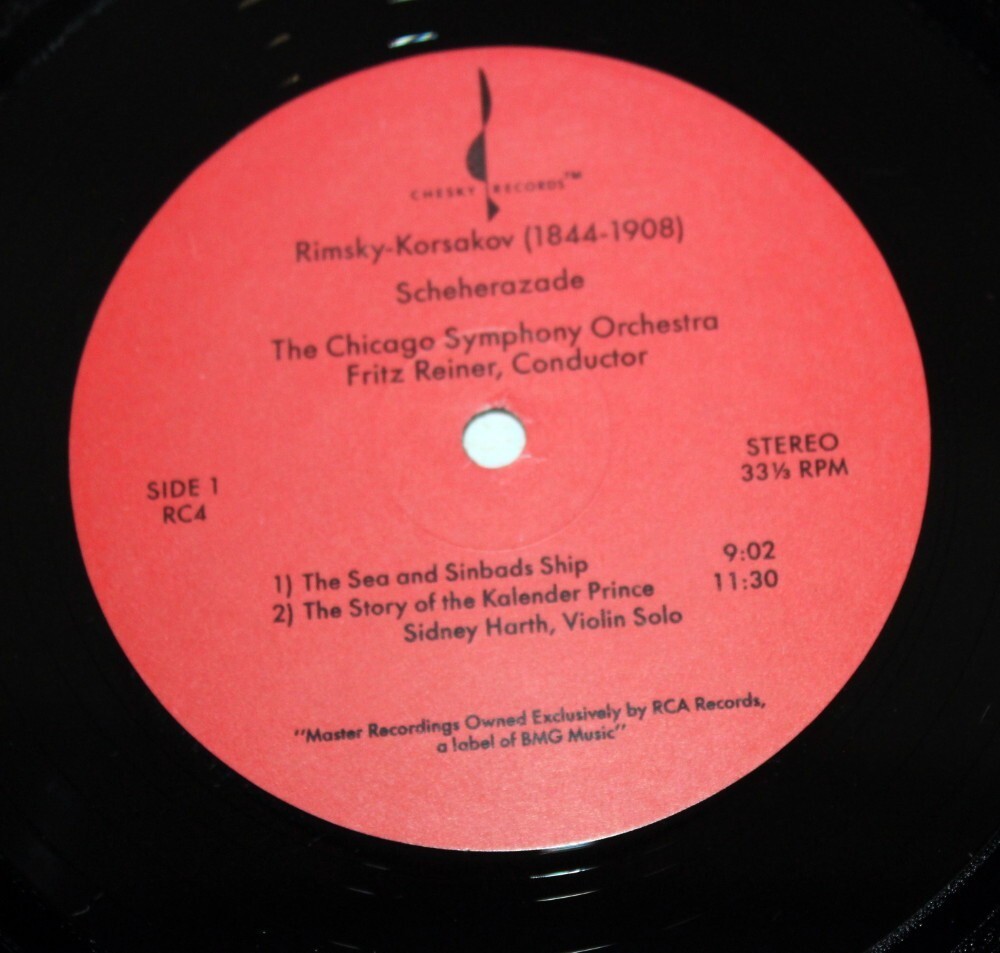 CHESKY RECORDS™
Rimsky-Korsakov (1844-1908)
Scheherazade
The Chicago Symphony Orchestra
Fritz Reiner, Conductor
STEREO
33⅓ RPM
SIDE 1
RC4
1) The Sea and Sinbads Ship 9:02
2) The Story of the Kalender Prince 11:30
Sidney Harth, Violin Solo
"Master Recordings Owned Exclusively by RCA Records,
a label of BMG Music"